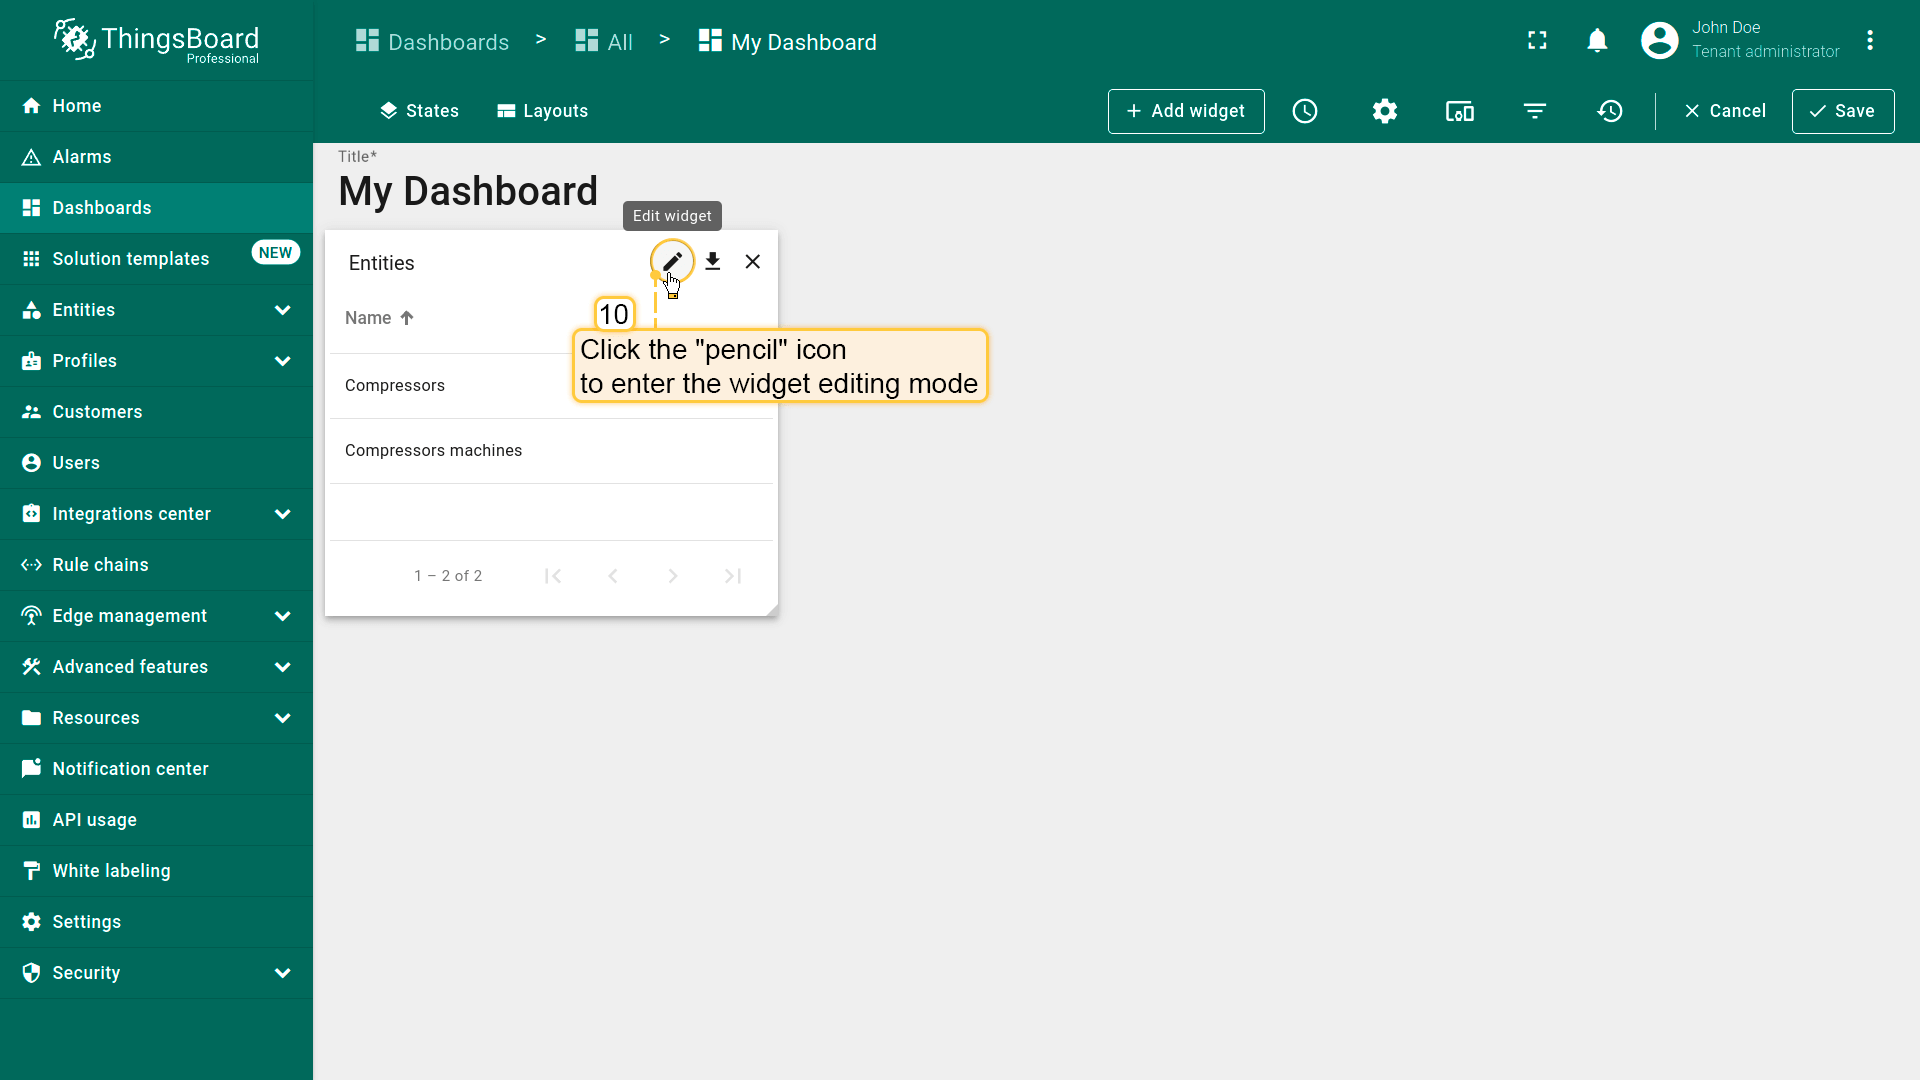 ThingsBoard
Professional
Home
Alarms
Dashboards
Solution templates
NEW
Entities
Profiles
Customers
Users
Integrations center
Rule chains
Edge management
Advanced features
Resources
Notification center
API usage
White labeling
Settings
Security
Dashboards > All > My Dashboard
John Doe
Tenant administrator
States
Layouts
+ Add widget
Cancel
Save
Title*
My Dashboard
Edit widget
Entities
Name
10
Click the "pencil" icon
to enter the widget editing mode
Compressors
Compressors machines
1 – 2 of 2